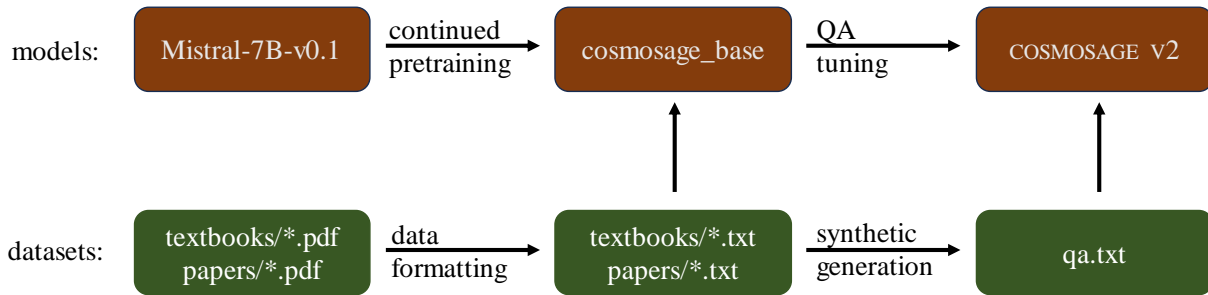 models:
Mistral-7B-v0.1
continued
pretraining
cosmosage_base
QA
tuning
COSMOSAGE v2
datasets:
textbooks/*.pdf
papers/*.pdf
data
formatting
textbooks/*.txt
papers/*.txt
synthetic
generation
qa.txt